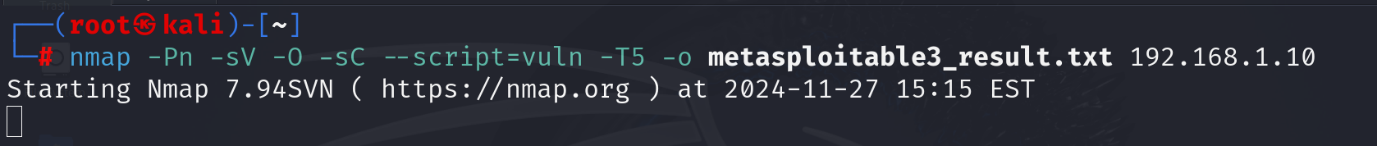 (root㉿kali)-[~]
# nmap -Pn -sV -O -sC --script=vuln -T5 -o metasploitable3_result.txt 192.168.1.10
Starting Nmap 7.94SVN ( https://nmap.org ) at 2024-11-27 15:15 EST